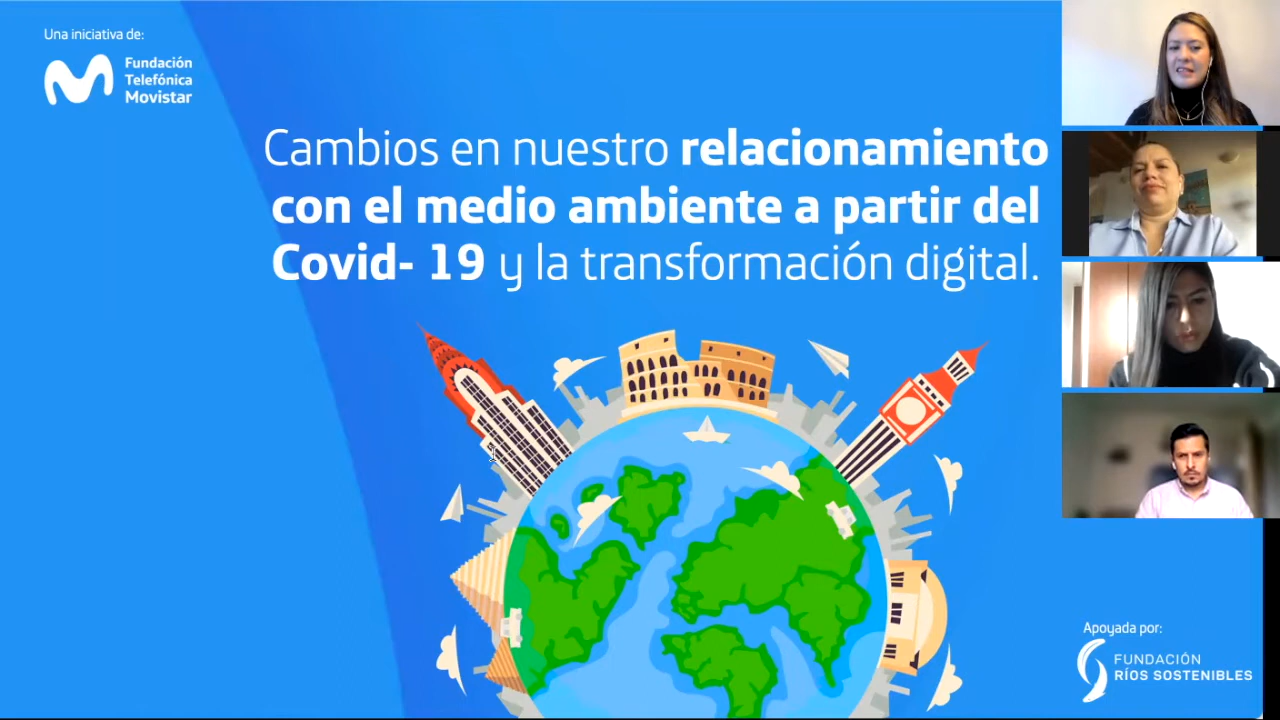 Una iniciativa de:
Fundación
Telefónica
Movistar
Cambios en nuestro relacionamiento
con el medio ambiente a partir del
Covid- 19 y la transformación digital.
Apoyada por:
FUNDACIÓN
RÍOS SOSTENIBLES